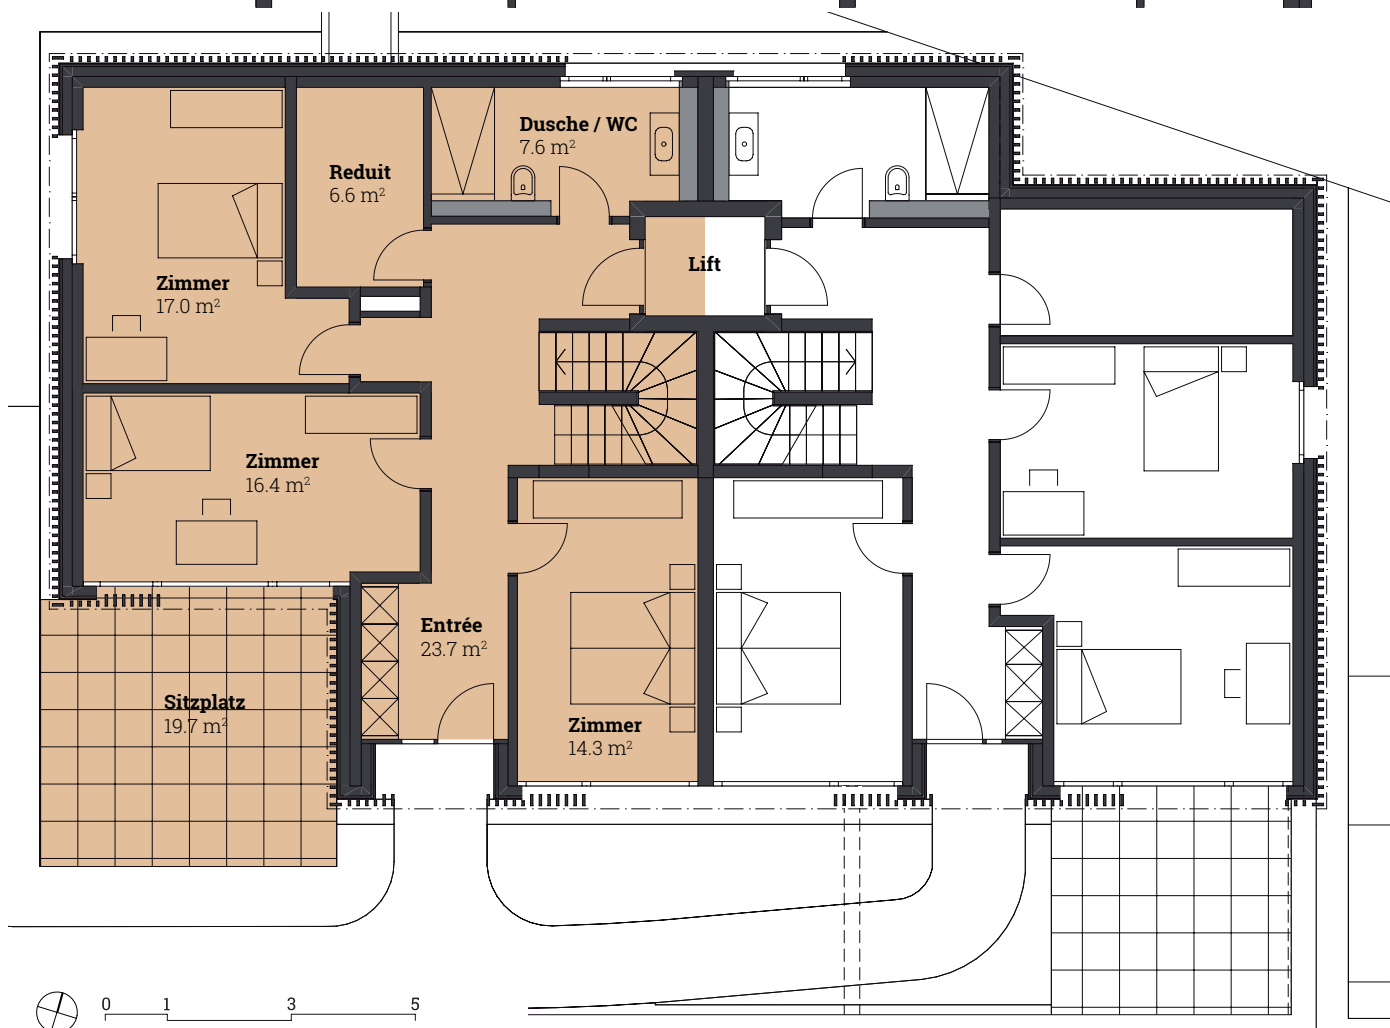 Dusche / WC
7.6 m²
Reduit
6.6 m²
Zimmer
17.0 m²
Lift
Zimmer
16.4 m²
Entrée
23.7 m²
Sitzplatz
19.7 m²
Zimmer
14.3 m²
0 1 3 5